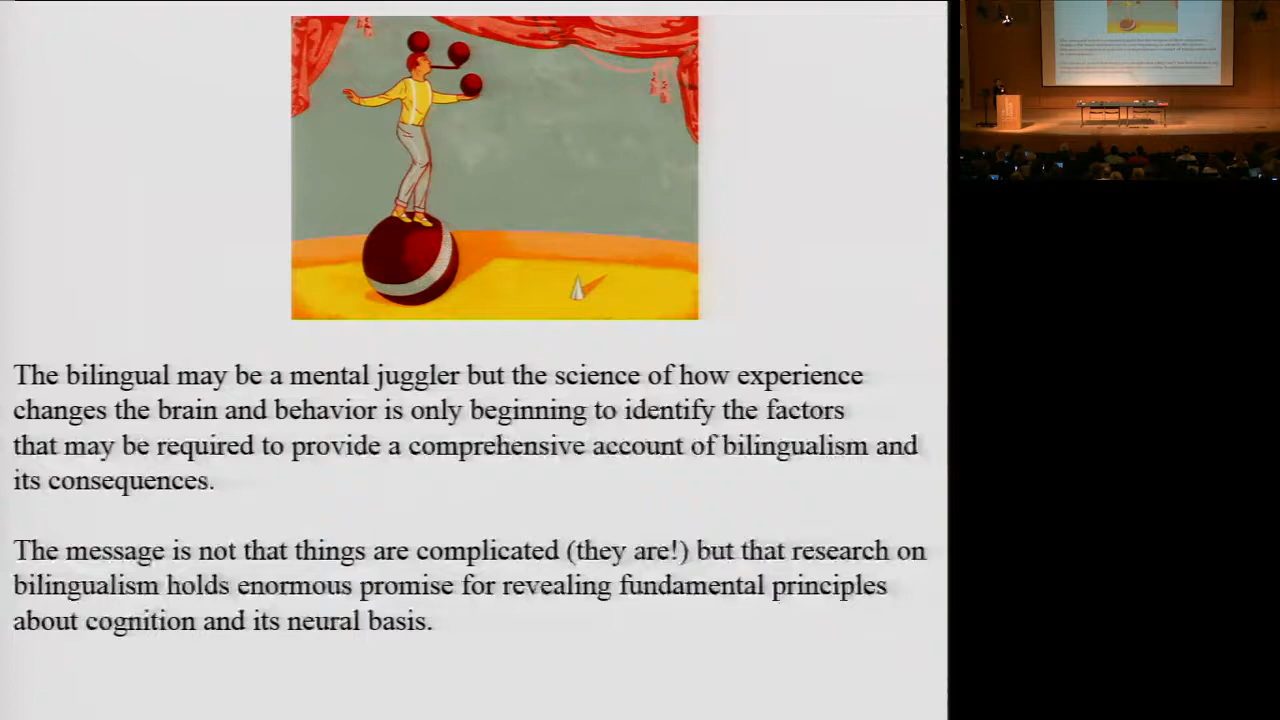 The bilingual may be a mental juggler but the science of how experience
changes the brain and behavior is only beginning to identify the factors
that may be required to provide a comprehensive account of bilingualism and
its consequences.
The message is not that things are complicated (they are!) but that research on
bilingualism holds enormous promise for revealing fundamental principles
about cognition and its neural basis.